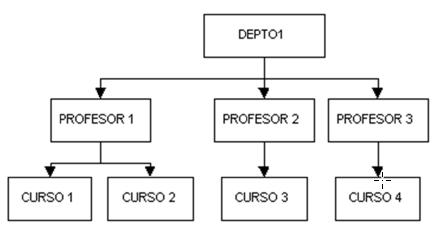 DEPTO1
PROFESOR 1
PROFESOR 2
PROFESOR 3
CURSO 1
CURSO 2
CURSO 3
CURSO 4